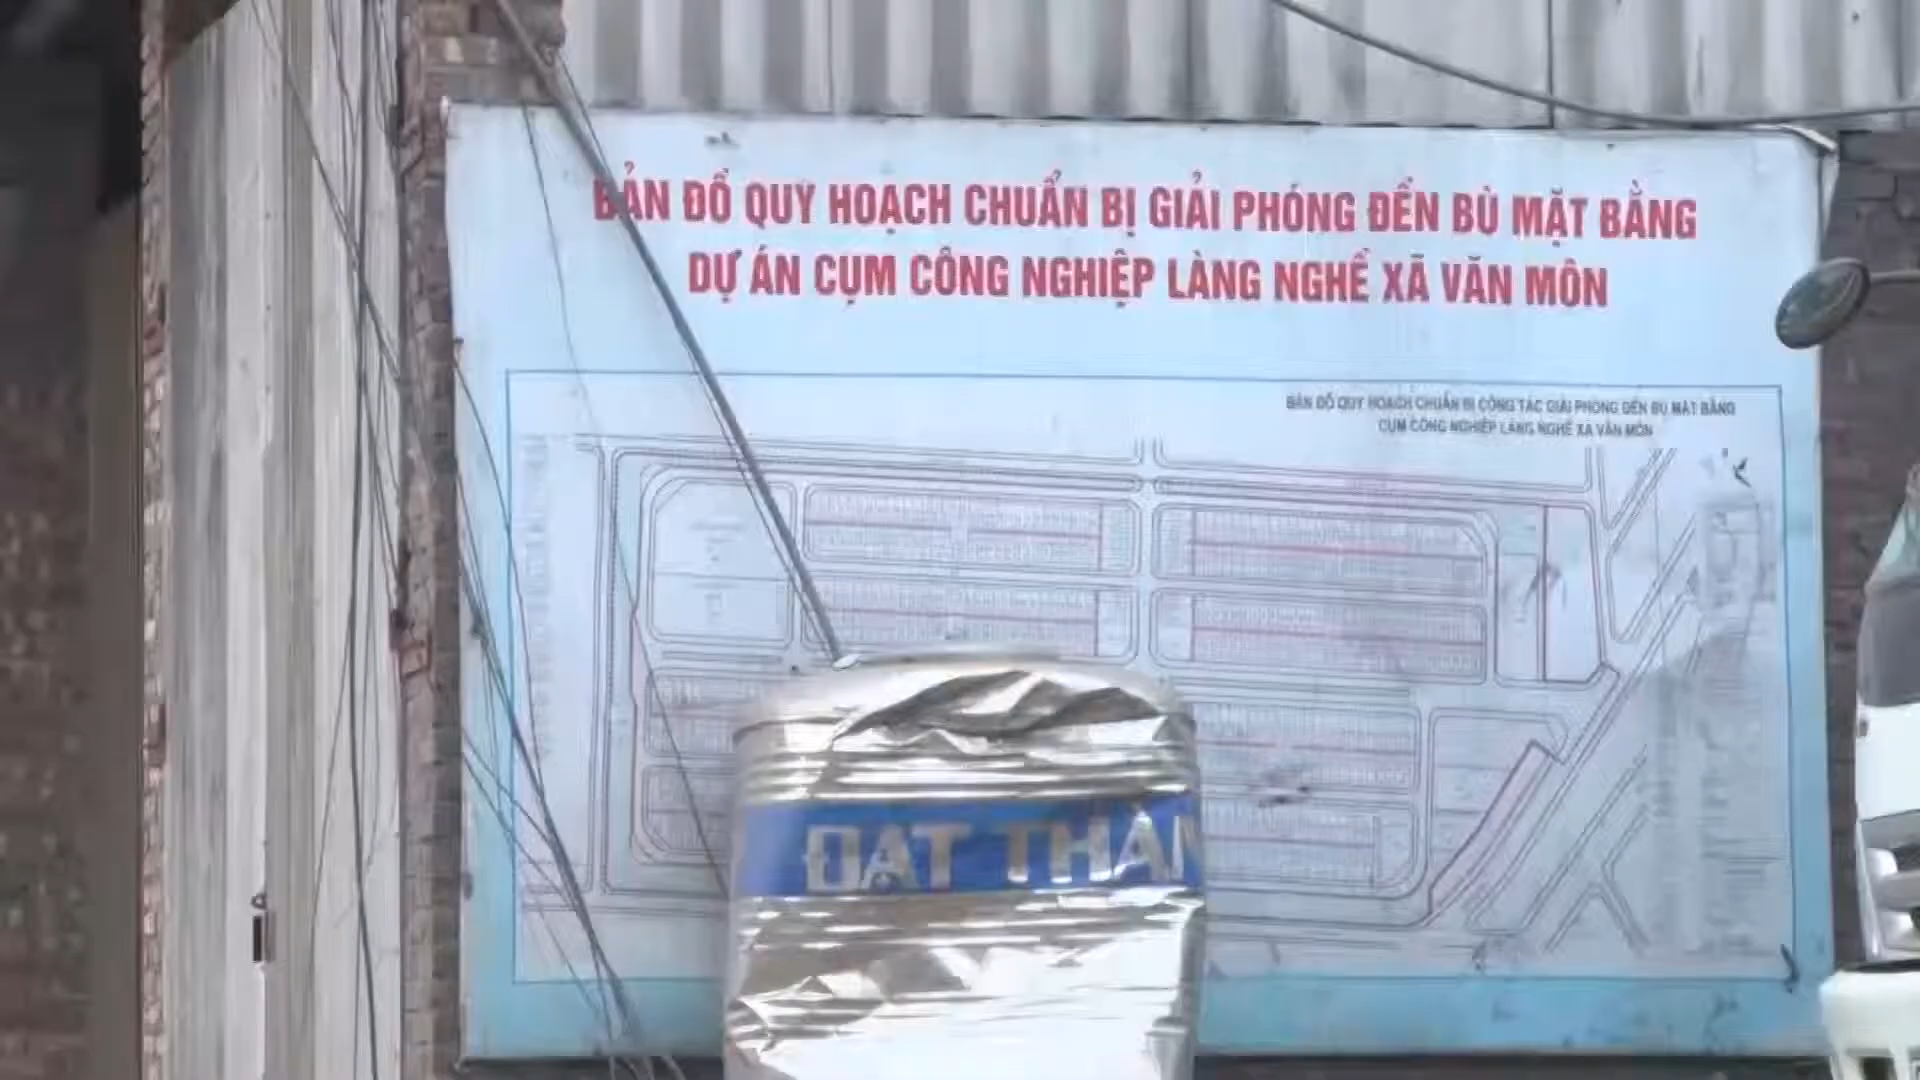 BẢN ĐỒ QUY HOẠCH CHUẨN BỊ GIẢI PHÓNG ĐỀN BÙ MẶT BẰNG
DỰ ÁN CỤM CÔNG NGHIỆP LÀNG NGHỀ XÃ VĂN MÔN
BẢN ĐỒ QUY HOẠCH CHUẨN BỊ CÔNG TÁC GIẢI PHÓNG ĐỀN BÙ MẶT BẰNG
CỤM CÔNG NGHIỆP LÀNG NGHỀ XÃ VĂN MÔN
ĐẠT THAN